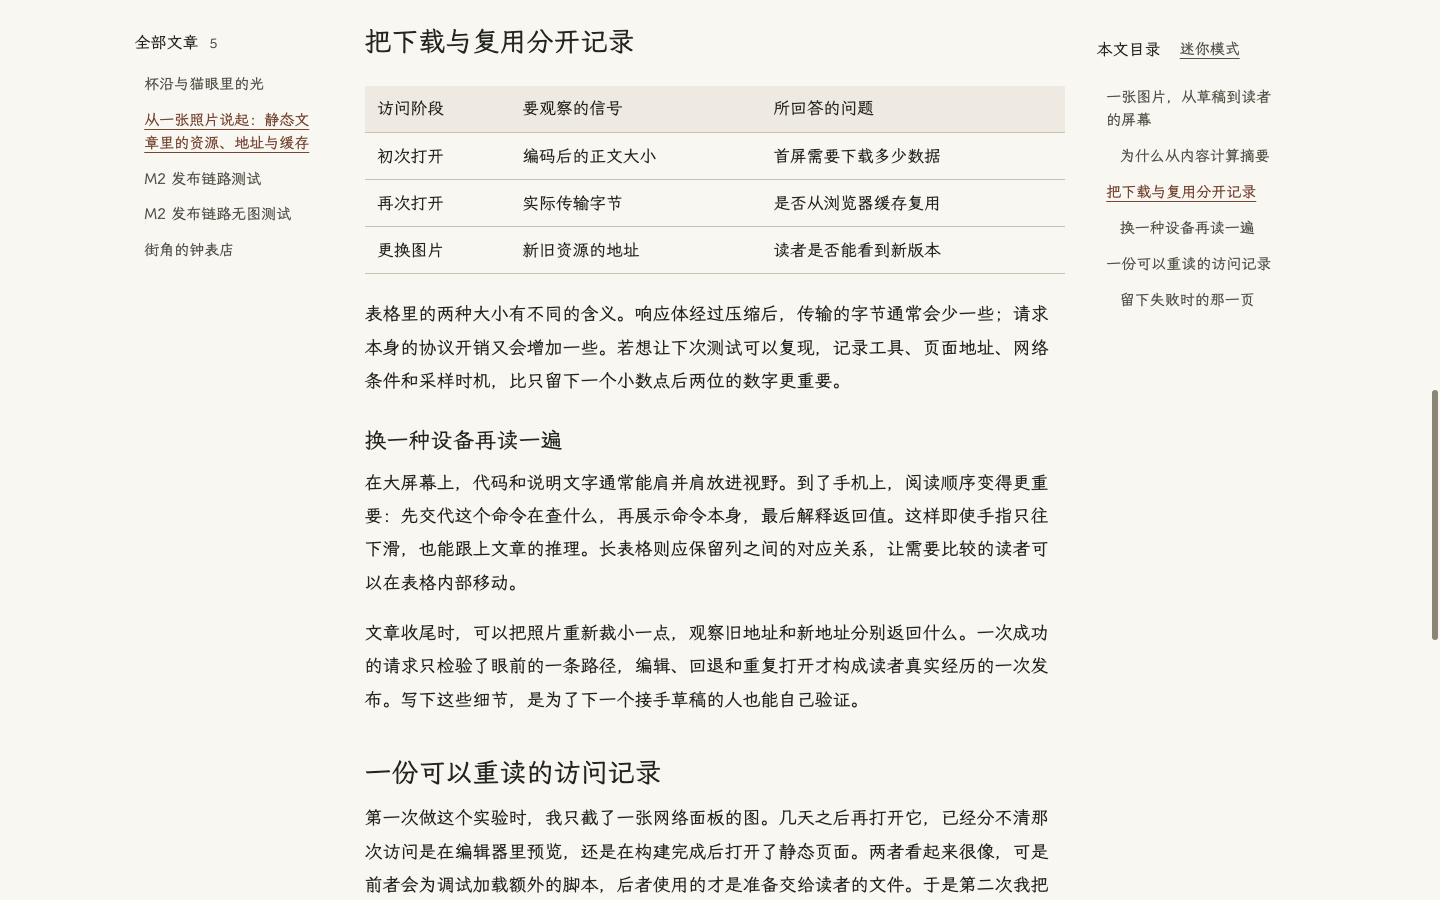 全部文章 5
杯沿与猫眼里的光
从一张照片说起：静态文
章里的资源、地址与缓存
M2 发布链路测试
M2 发布链路无图测试
街角的钟表店
把下载与复用分开记录
访问阶段 要观察的信号 所回答的问题
初次打开 编码后的正文大小 首屏需要下载多少数据
再次打开 实际传输字节 是否从浏览器缓存复用
更换图片 新旧资源的地址 读者是否能看到新版本
表格里的两种大小有不同的含义。响应体经过压缩后，传输的字节通常会少一些；请求
本身的协议开销又会增加一些。若想让下次测试可以复现，记录工具、页面地址、网络
条件和采样时机，比只留下一个小数点后两位的数字更重要。
换一种设备再读一遍
在大屏幕上，代码和说明文字通常能肩并肩放进视野。到了手机上，阅读顺序变得更重
要：先交代这个命令在查什么，再展示命令本身，最后解释返回值。这样即使手指只往
下滑，也能跟上文章的推理。长表格则应保留列之间的对应关系，让需要比较的读者可
以在表格内部移动。
文章收尾时，可以把照片重新裁小一点，观察旧地址和新地址分别返回什么。一次成功
的请求只检验了眼前的一条路径，编辑、回退和重复打开才构成读者真实经历的一次发
布。写下这些细节，是为了下一个接手草稿的人也能自己验证。
一份可以重读的访问记录
第一次做这个实验时，我只截了一张网络面板的图。几天之后再打开它，已经分不清那
次访问是在编辑器里预览，还是在构建完成后打开了静态页面。两者看起来很像，可是
前者会为调试加载额外的脚本，后者使用的才是准备交给读者的文件。于是第二次我把
本文目录 迷你模式
一张图片，从草稿到读者
的屏幕
为什么从内容计算摘要
把下载与复用分开记录
换一种设备再读一遍
一份可以重读的访问记录
留下失败时的那一页